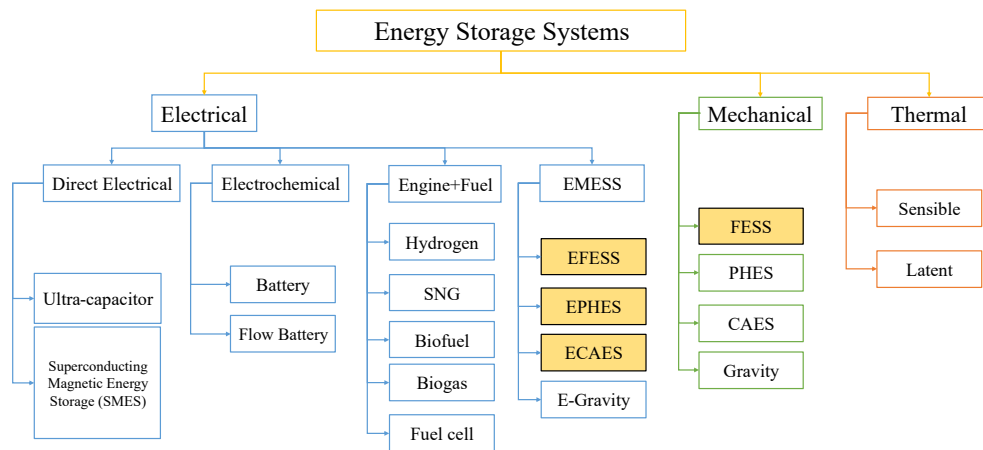 Energy Storage Systems
Electrical
Mechanical
Thermal
Direct Electrical
Electrochemical
Engine+Fuel
EMESS
Ultra-capacitor
Superconducting
Magnetic Energy
Storage (SMES)
Battery
Flow Battery
Hydrogen
SNG
Biofuel
Biogas
Fuel cell
EFESS
EPHES
ECAES
E-Gravity
FESS
PHES
CAES
Gravity
Sensible
Latent